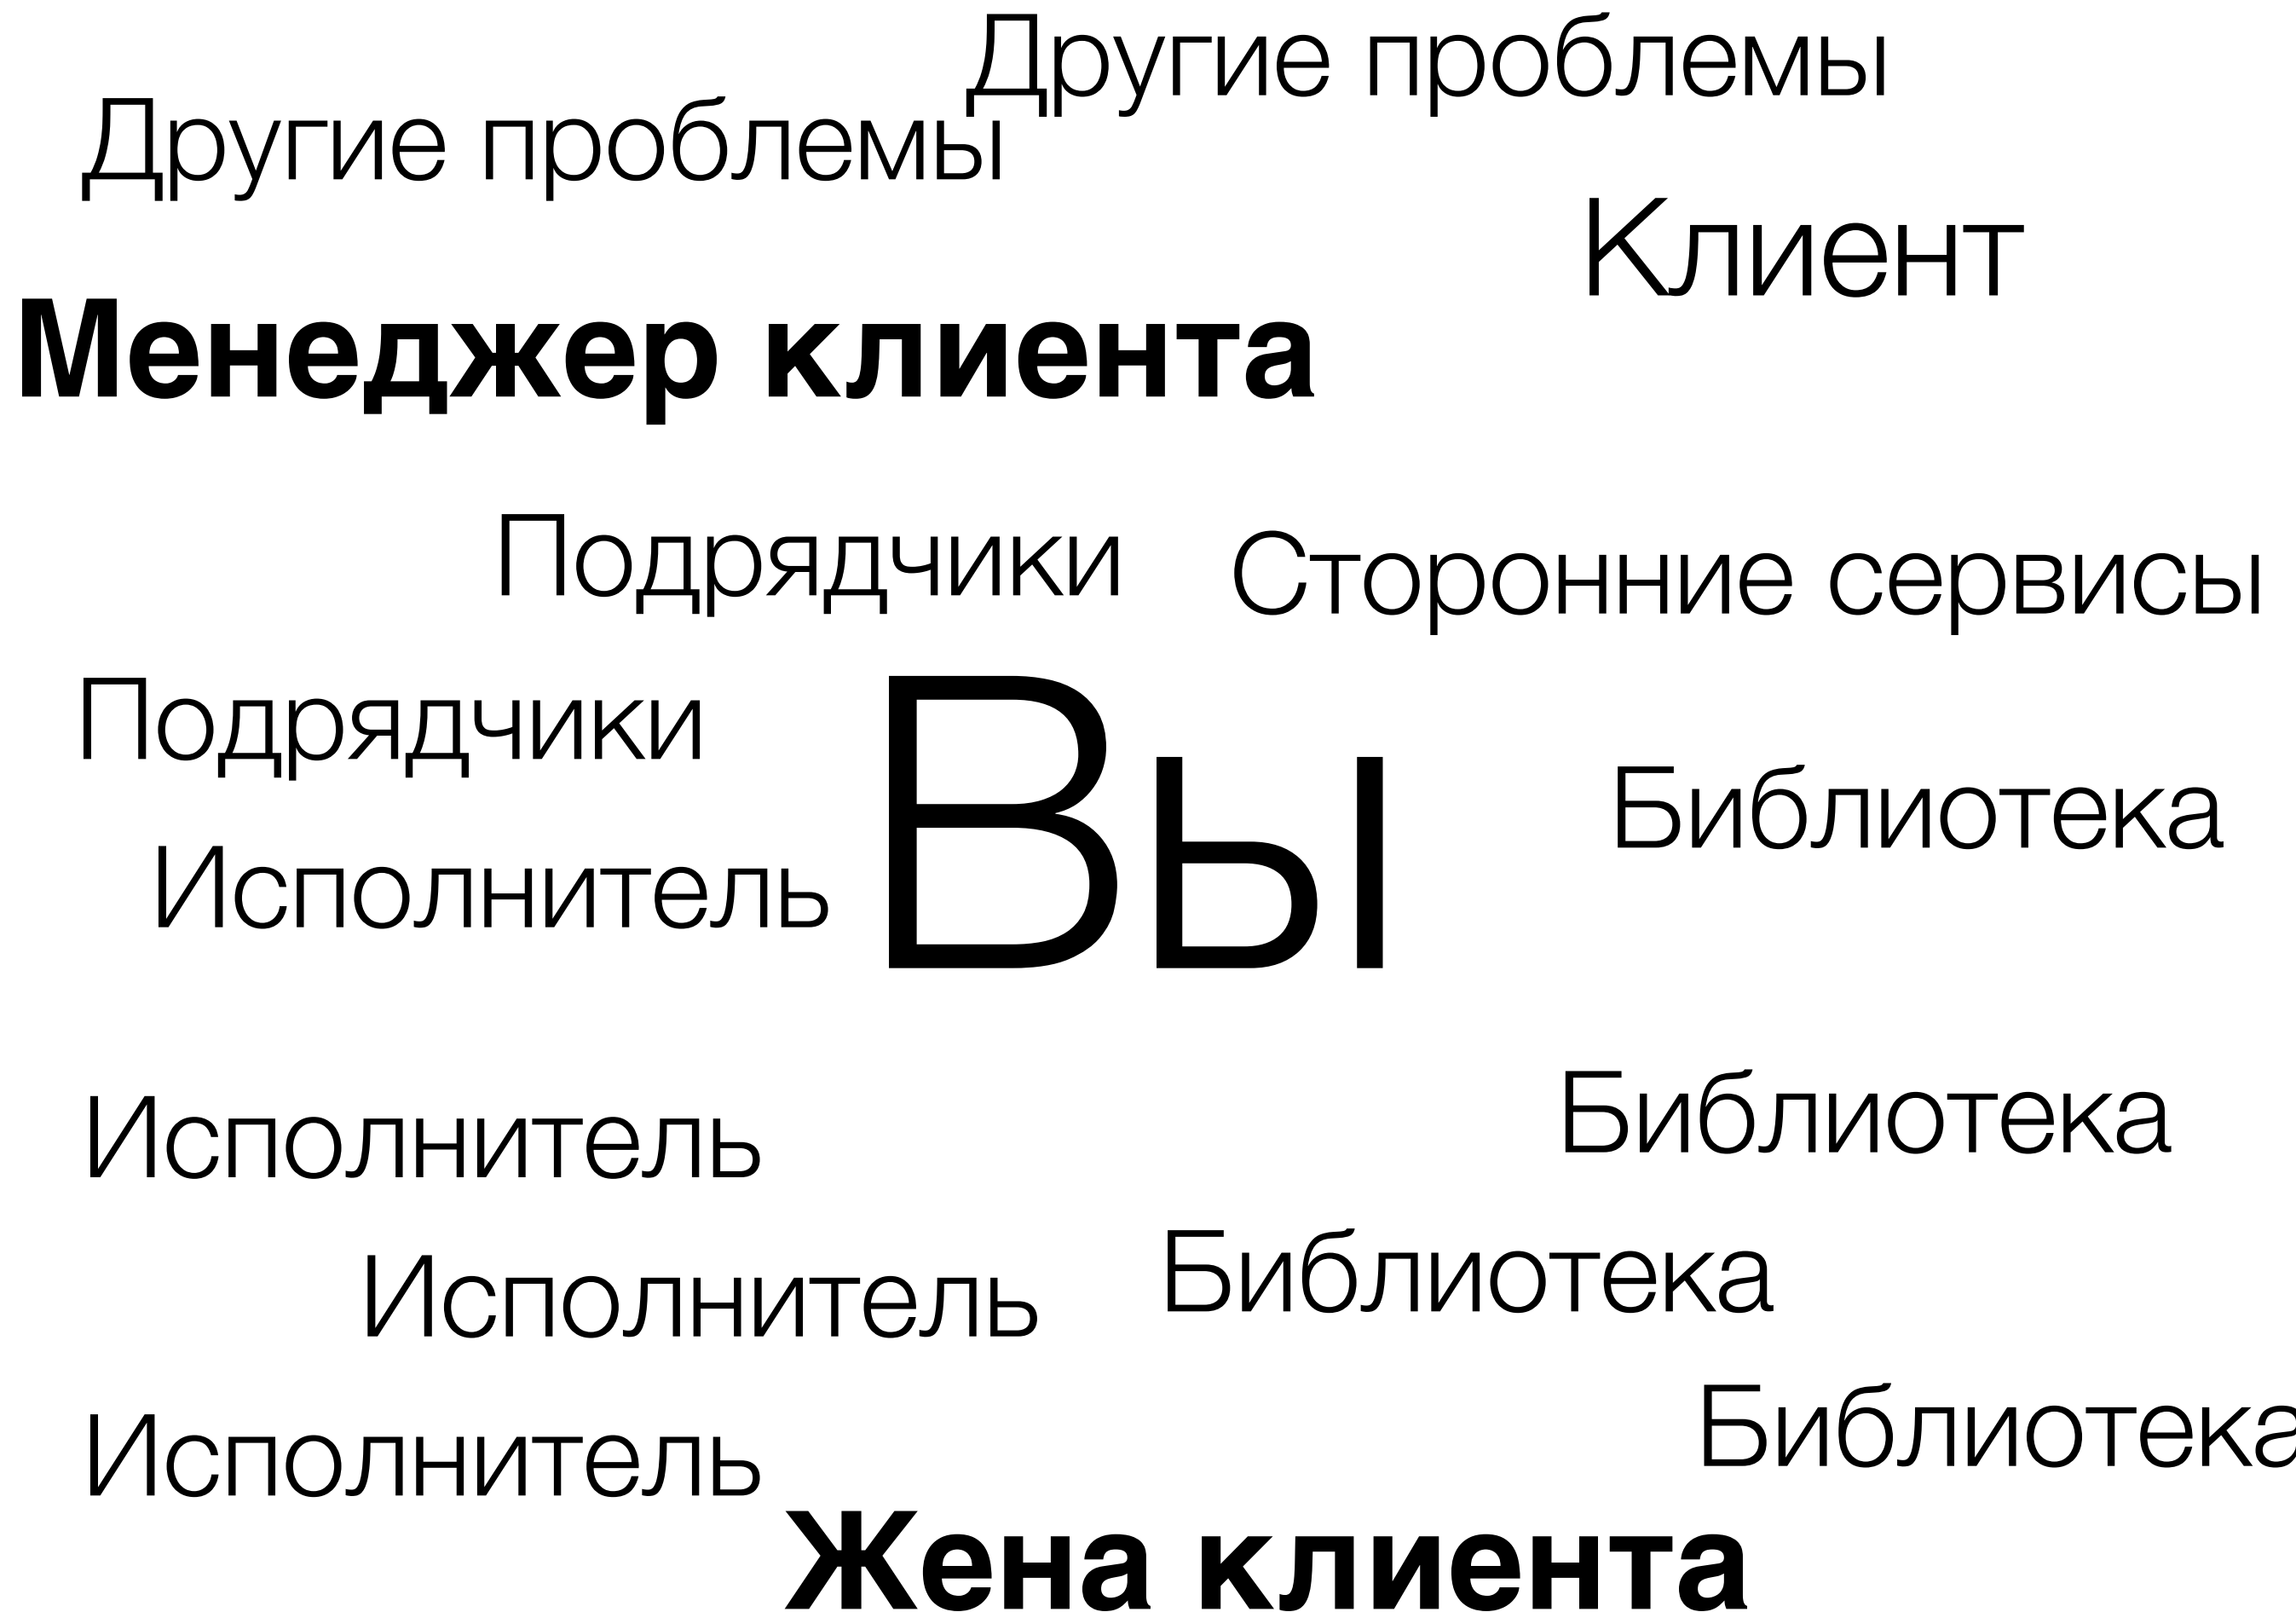 Другие проблемы
Другие проблемы
Клиент
Менеджер клиента
Подрядчики
Сторонние сервисы
Подрядчики
Вы
Библиотека
Исполнитель
Библиотека
Исполнитель
Библиотека
Исполнитель
Библиотека
Исполнитель
Жена клиента